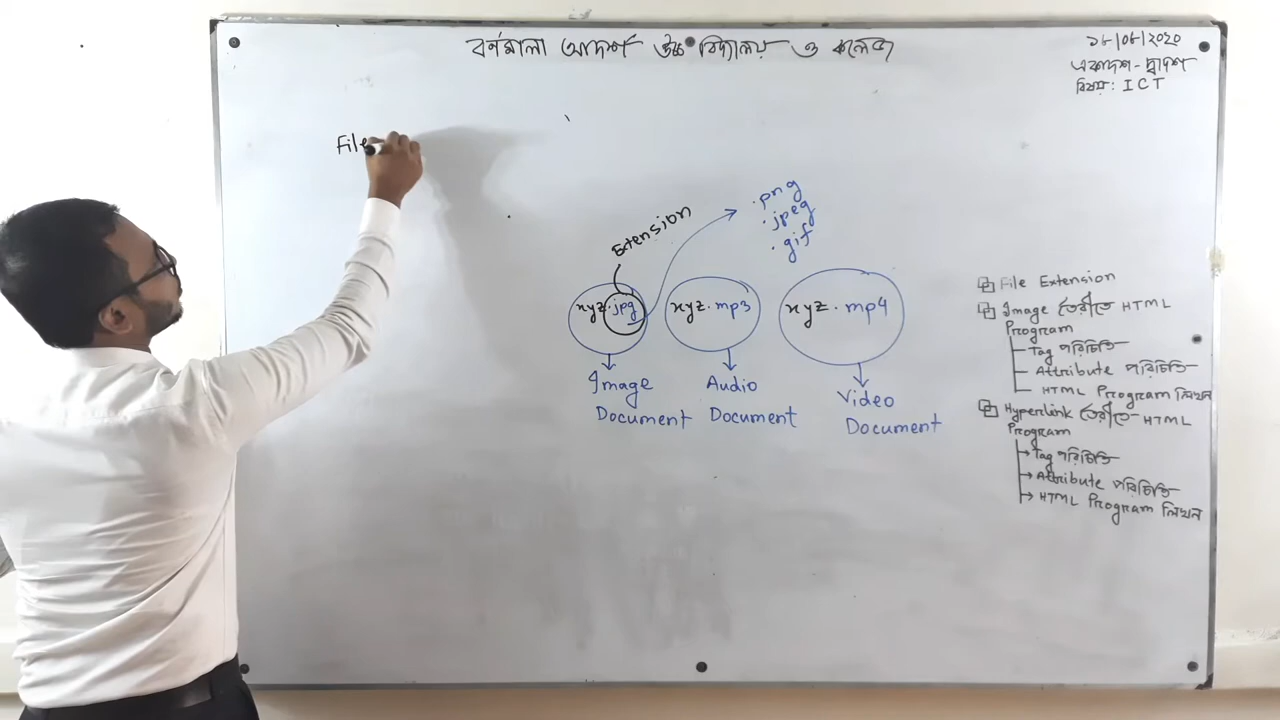 বর্ণমালা আদর্শ উচ্চ বিদ্যালয় ও কলেজ
১৮/০৮/২০২০
একাদশ-দ্বাদশ
বিষয়: ICT
File
Extension
.png
.jpeg
.gif
xyz.jpg
xyz.mp3
xyz.mp4
Image
Document
Audio
Document
Video
Document
File Extension
Image তৈরীতে HTML
Program
Tag পরিচিতি
Attribute পরিচিতি
HTML Program লিখন
Hyperlink তৈরীতে HTML
Program
Tag পরিচিতি
Attribute পরিচিতি
HTML Program লিখন